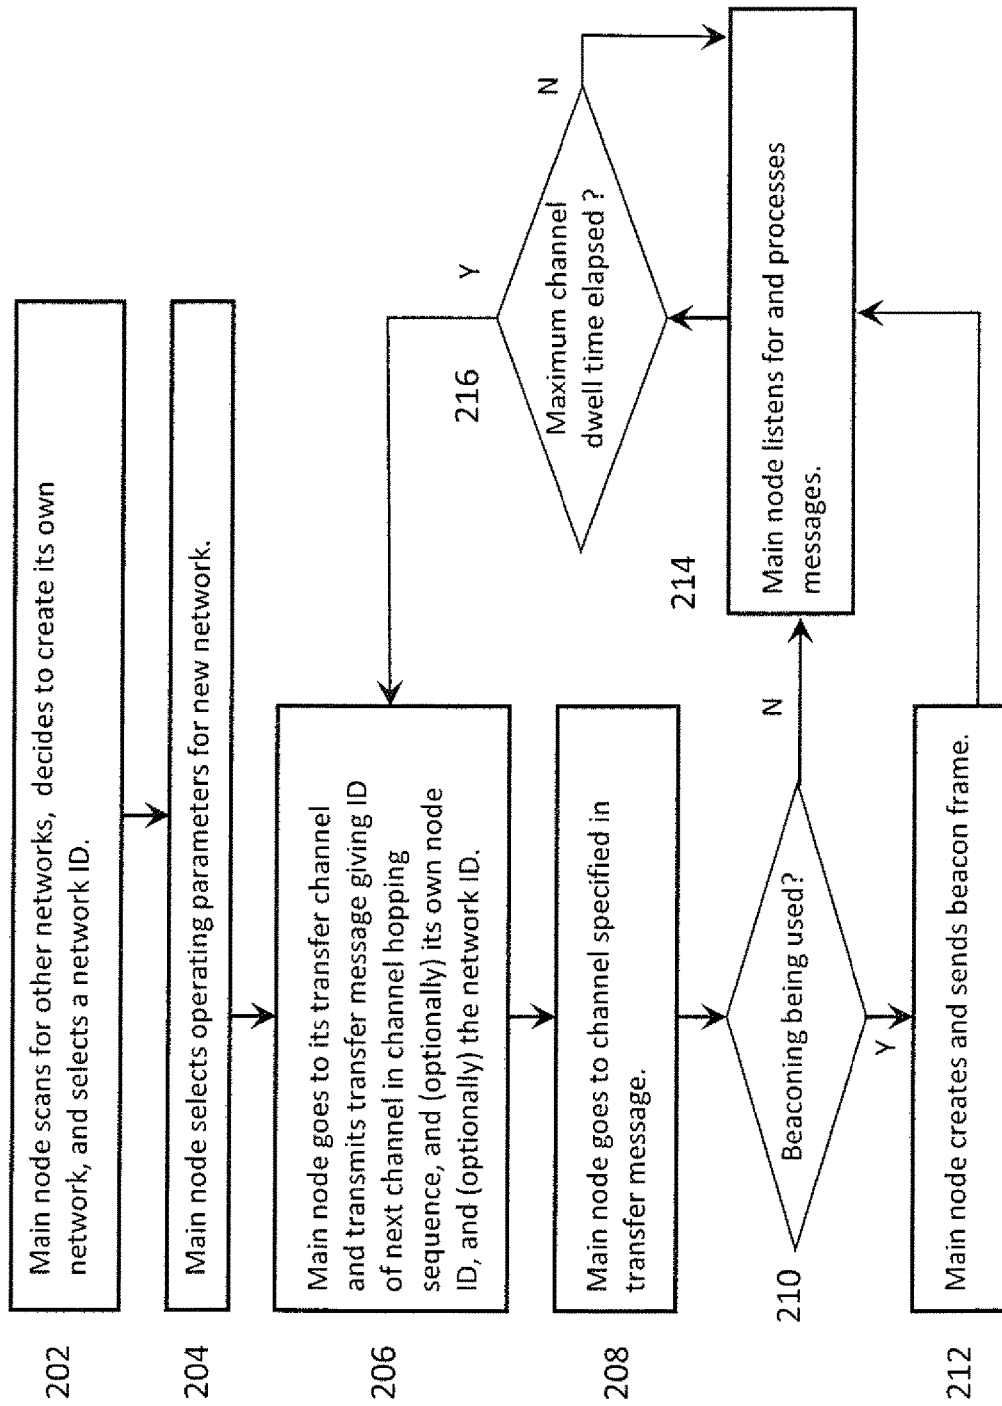 202
Main node scans for other networks, decides to create its own
network, and selects a network ID.
204
Main node selects operating parameters for new network.
206
Main node goes to its transfer channel
and transmits transfer message giving ID
of next channel in channel hopping
sequence, and (optionally) its own node
ID, and (optionally) the network ID.
208
Main node goes to channel specified in
transfer message.
210
Beaconing being used?
N
Y
212
Main node creates and sends beacon frame.
214
Main node listens for and processes
messages.
216
Maximum channel
dwell time elapsed ?
Y
N